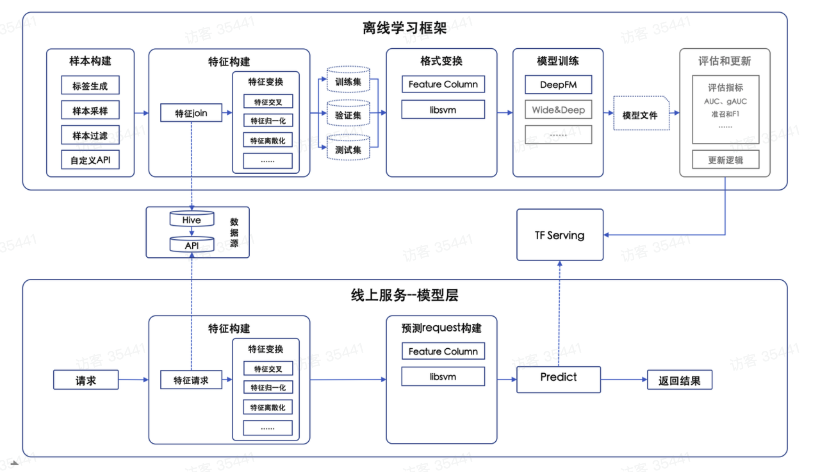 离线学习框架
样本构建
标签生成
样本采样
样本过滤
自定义API
特征构建
特征join
特征变换
特征交叉
特征归一化
特征离散化
......
训练集
验证集
测试集
格式变换
Feature Column
libsvm
模型训练
DeepFM
Wide&Deep
......
模型文件
评估和更新
评估指标
AUC、gAUC
准召和F1
......
更新逻辑
Hive
API
数据源
TF Serving
线上服务--模型层
请求
特征构建
特征请求
特征变换
特征交叉
特征归一化
特征离散化
......
预测request构建
Feature Column
libsvm
Predict
返回结果
访客 35441